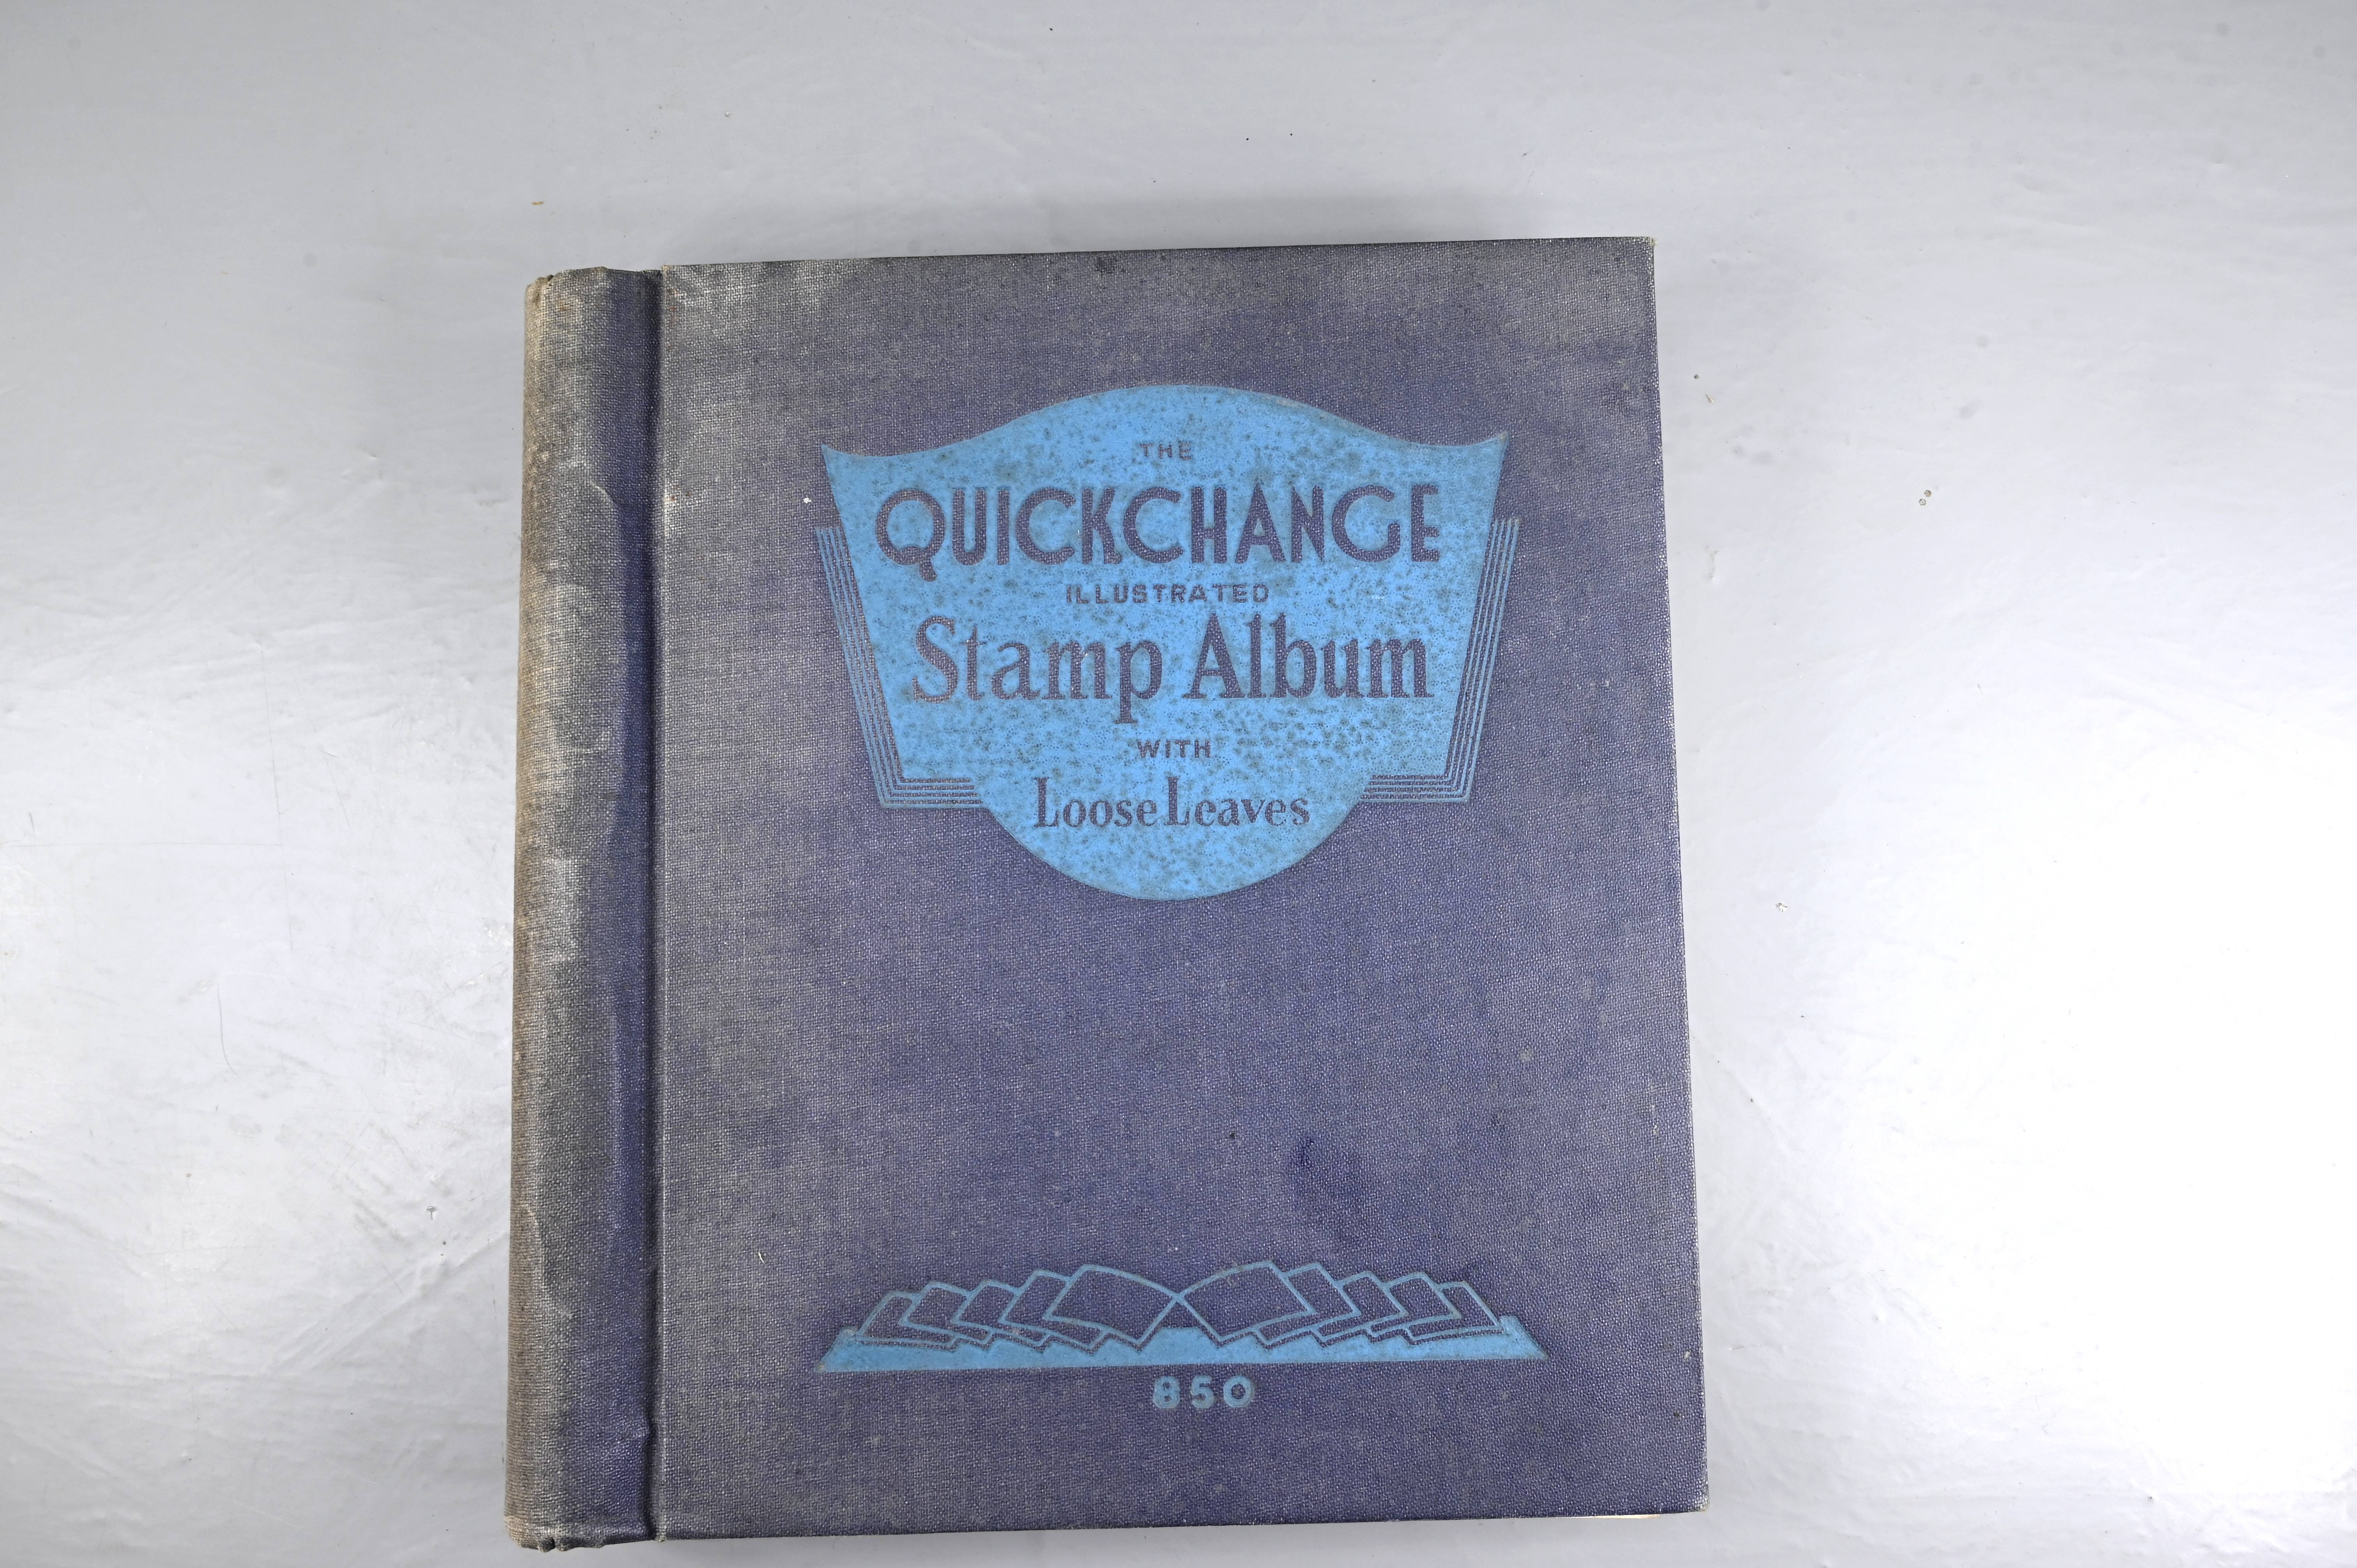 THE
QUICKCHANGE
ILLUSTRATED
Stamp Album
WITH
Loose Leaves
850